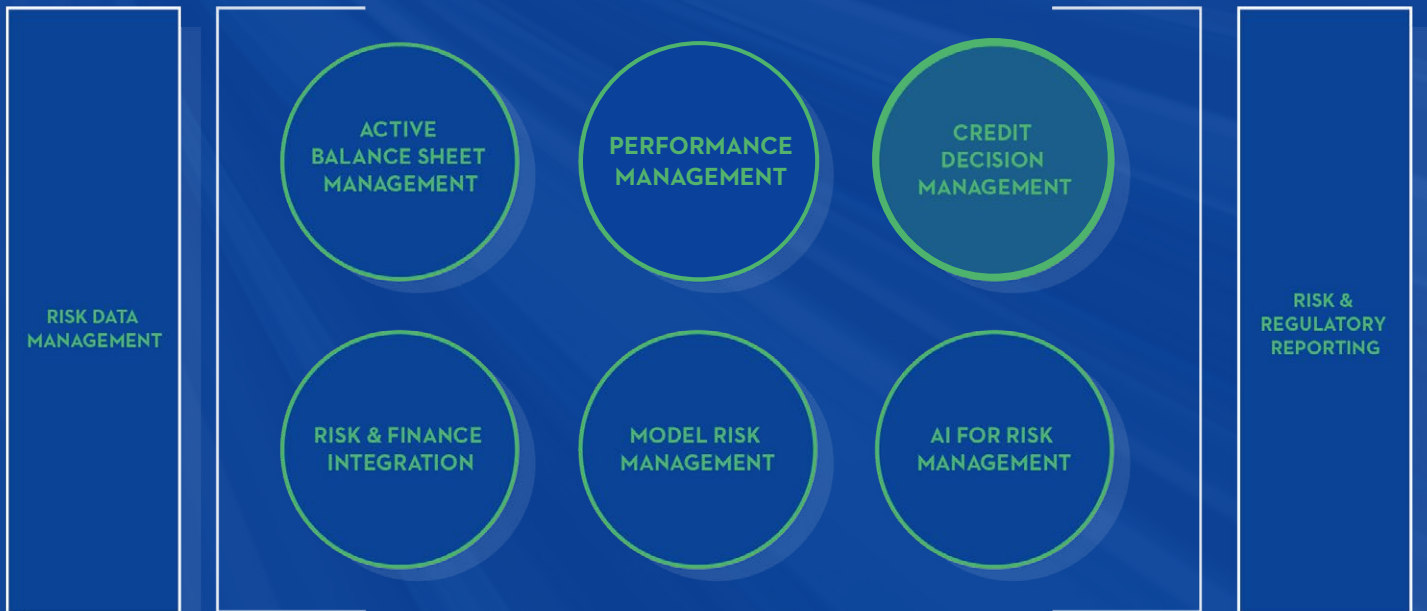 RISK DATA
MANAGEMENT
ACTIVE
BALANCE SHEET
MANAGEMENT
PERFORMANCE
MANAGEMENT
CREDIT
DECISION
MANAGEMENT
RISK & FINANCE
INTEGRATION
MODEL RISK
MANAGEMENT
AI FOR RISK
MANAGEMENT
RISK &
REGULATORY
REPORTING